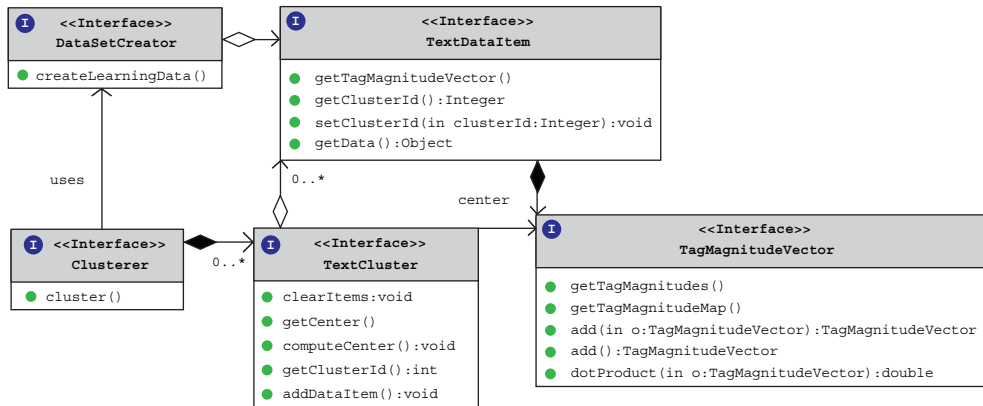 I
<<Interface>>
DataSetCreator
createLearningData()
I
<<Interface>>
TextDataItem
getTagMagnitudeVector()
getClusterId():Integer
setClusterId(in clusterId:Integer):void
getData():Object
uses
0..*
center
I
<<Interface>>
Clusterer
cluster()
0..*
I
<<Interface>>
TextCluster
clearItems:void
getCenter()
computeCenter():void
getClusterId():int
addDataItem():void
I
<<Interface>>
TagMagnitudeVector
getTagMagnitudes()
getTagMagnitudeMap()
add(in o:TagMagnitudeVector):TagMagnitudeVector
add():TagMagnitudeVector
dotProduct(in o:TagMagnitudeVector):double